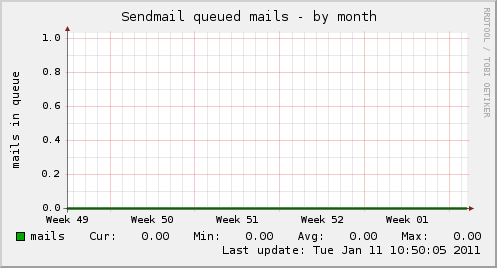 Sendmail queued mails - by month
RRDTOOL / TOBI OETIKER
mails in queue
1.0
0.8
0.6
0.4
0.2
0.0
Week 49 Week 50 Week 51 Week 52 Week 01
mails Cur: 0.00 Min: 0.00 Avg: 0.00 Max: 0.00
Last update: Tue Jan 11 10:50:05 2011